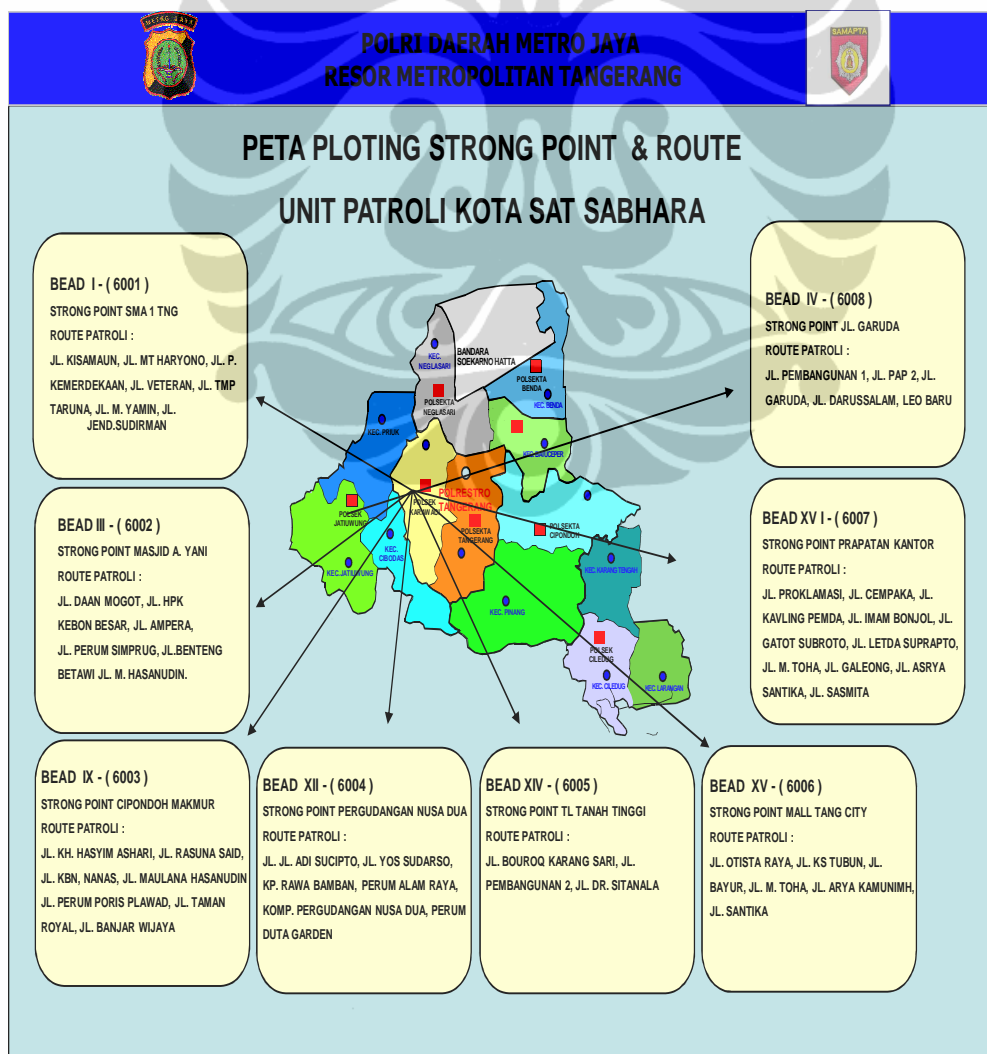 METRO JAYA
POLRI DAERAH METRO JAYA
RESOR METROPOLITAN TANGERANG
SAMAPTA
PETA PLOTING STRONG POINT & ROUTE
UNIT PATROLI KOTA SAT SABHARA
BEAD I - ( 6001 )
STRONG POINT SMA 1 TNG
ROUTE PATROLI :
JL. KISAMAUN, JL. MT HARYONO, JL. P.
KEMERDEKAAN, JL. VETERAN, JL. TMP
TARUNA, JL. M. YAMIN, JL.
JEND.SUDIRMAN
BEAD IV - ( 6008 )
STRONG POINT JL. GARUDA
ROUTE PATROLI :
JL. PEMBANGUNAN 1, JL. PAP 2, JL.
GARUDA, JL. DARUSSALAM, LEO BARU
KEC.
NEGLASARI
BANDARA
SOEKARNO HATTA
POLSEKTA
BENDA
KEC. BENDA
POLSEKTA
NEGLASARI
KEC. PRIUK
KEC. BATUCEPER
POLRESTRO
TANGERANG
POLSEK
KARAWACI
POLSEK
JATIUWUNG
POLSEKTA
TANGERANG
POLSEKTA
CIPONDOH
KEC.
CIBODAS
KEC. JATIUWUNG
KEC. KARANG TENGAH
KEC. PINANG
POLSEK
CILEDUG
KEC. CILEDUG
KEC. LARANGAN
BEAD III - ( 6002 )
STRONG POINT MASJID A. YANI
ROUTE PATROLI :
JL. DAAN MOGOT, JL. HPK
KEBON BESAR, JL. AMPERA,
JL. PERUM SIMPRUG, JL.BENTENG
BETAWI JL. M. HASANUDIN.
BEAD XV I - ( 6007 )
STRONG POINT PRAPATAN KANTOR
ROUTE PATROLI :
JL. PROKLAMASI, JL. CEMPAKA, JL.
KAVLING PEMDA, JL. IMAM BONJOL, JL.
GATOT SUBROTO, JL. LETDA SUPRAPTO,
JL. M. TOHA, JL. GALEONG, JL. ASRYA
SANTIKA, JL. SASMITA
BEAD IX - ( 6003 )
STRONG POINT CIPONDOH MAKMUR
ROUTE PATROLI :
JL. KH. HASYIM ASHARI, JL. RASUNA SAID,
JL. KBN, NANAS, JL. MAULANA HASANUDIN
JL. PERUM PORIS PLAWAD, JL. TAMAN
ROYAL, JL. BANJAR WIJAYA
BEAD XII - ( 6004 )
STRONG POINT PERGUDANGAN NUSA DUA
ROUTE PATROLI :
JL. JL. ADI SUCIPTO, JL. YOS SUDARSO,
KP. RAWA BAMBAN, PERUM ALAM RAYA,
KOMP. PERGUDANGAN NUSA DUA, PERUM
DUTA GARDEN
BEAD XIV - ( 6005 )
STRONG POINT TL TANAH TINGGI
ROUTE PATROLI :
JL. BOUROQ KARANG SARI, JL.
PEMBANGUNAN 2, JL. DR. SITANALA
BEAD XV - ( 6006 )
STRONG POINT MALL TANG CITY
ROUTE PATROLI :
JL. OTISTA RAYA, JL. KS TUBUN, JL.
BAYUR, JL. M. TOHA, JL. ARYA KAMUNIMH,
JL. SANTIKA